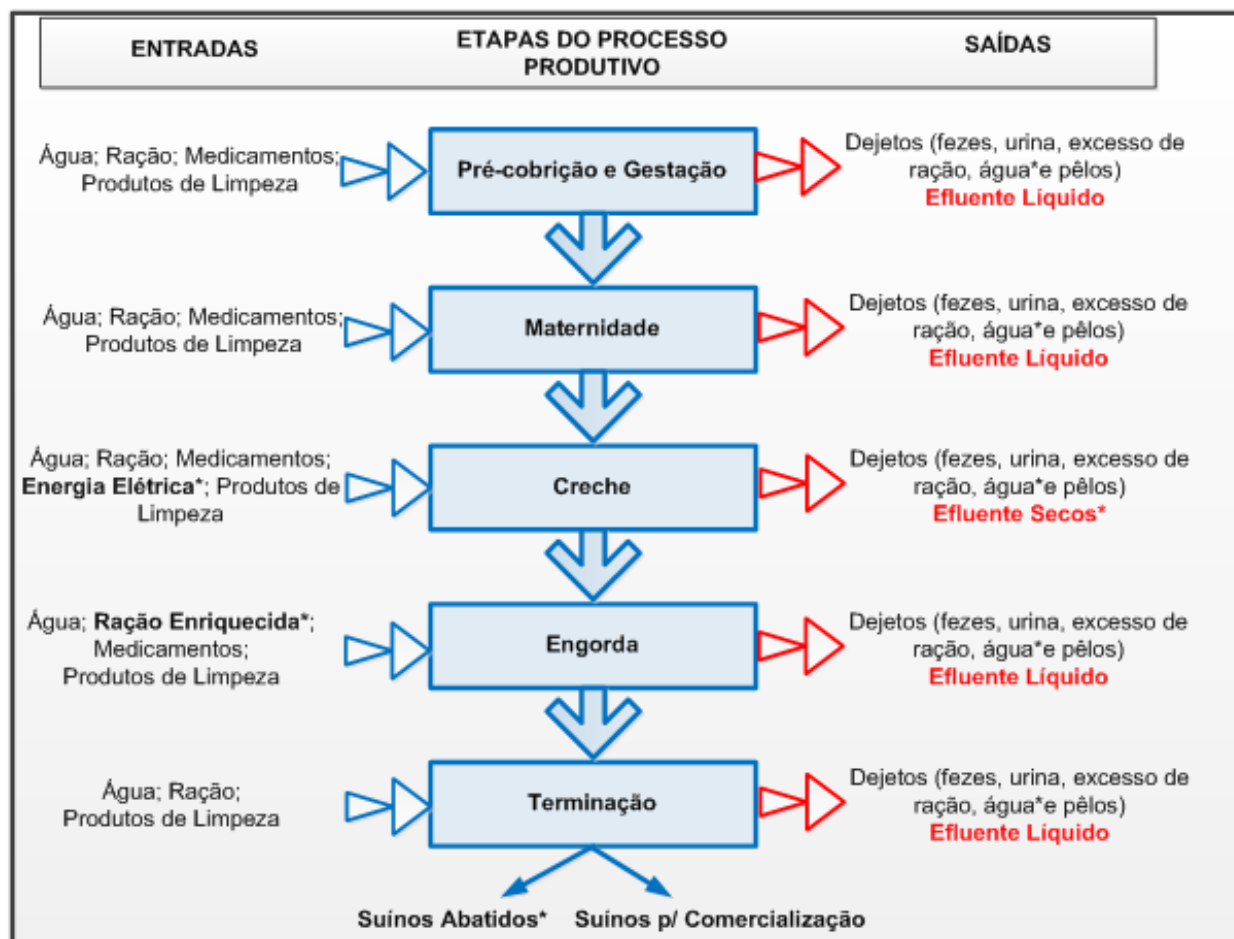 ENTRADAS
ETAPAS DO PROCESSO
PRODUTIVO
SAÍDAS
Água; Ração; Medicamentos;
Produtos de Limpeza
Pré-cobrição e Gestação
Dejetos (fezes, urina, excesso de
ração, água*e pêlos)
Efluente Líquido
Água; Ração; Medicamentos;
Produtos de Limpeza
Maternidade
Dejetos (fezes, urina, excesso de
ração, água*e pêlos)
Efluente Líquido
Água; Ração; Medicamentos;
Energia Elétrica*; Produtos de
Limpeza
Creche
Dejetos (fezes, urina, excesso de
ração, água*e pêlos)
Efluente Secos*
Água; Ração Enriquecida*;
Medicamentos;
Produtos de Limpeza
Engorda
Dejetos (fezes, urina, excesso de
ração, água*e pêlos)
Efluente Líquido
Água; Ração;
Produtos de Limpeza
Terminação
Dejetos (fezes, urina, excesso de
ração, água*e pêlos)
Efluente Líquido
Suínos Abatidos*
Suínos p/ Comercialização